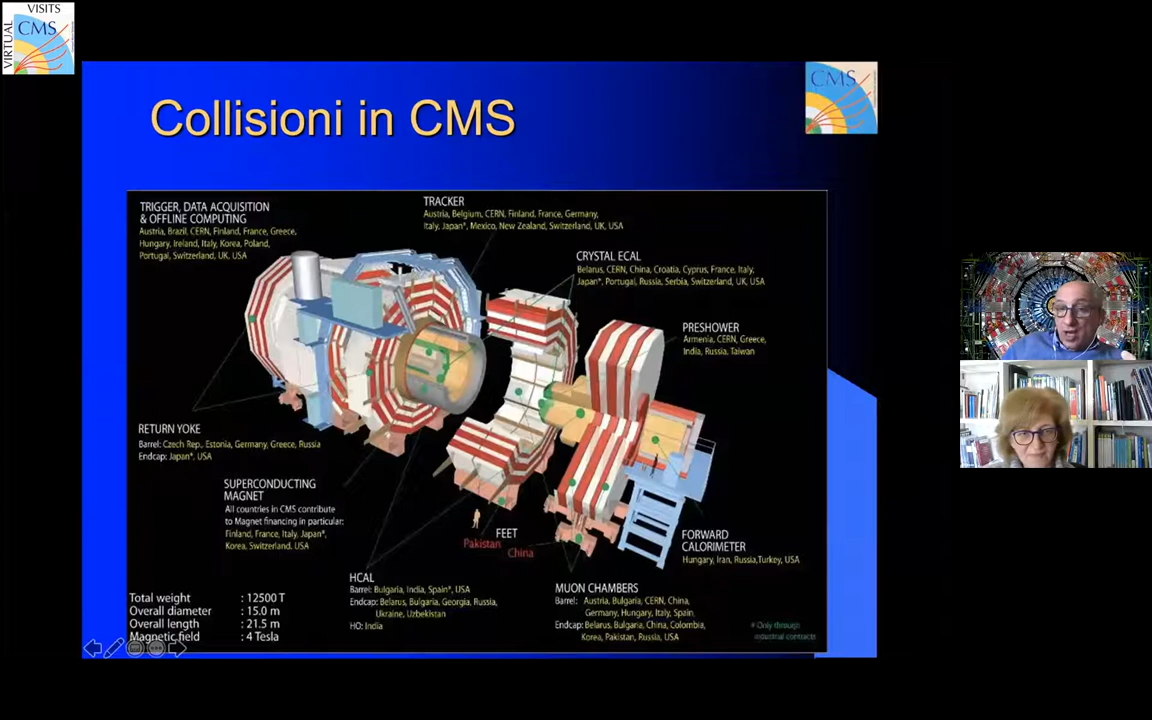 VISITS
VIRTUAL
CMS
CMS
Collisioni in CMS
TRIGGER, DATA ACQUISITION
& OFFLINE COMPUTING
Austria, Brazil, CERN, Finland, France, Greece,
Hungary, Ireland, Italy, Korea, Poland,
Portugal, Switzerland, UK, USA
TRACKER
Austria, Belgium, CERN, Finland, France, Germany,
Italy, Japan*, Mexico, New Zealand, Switzerland, UK, USA
CRYSTAL ECAL
Belarus, CERN, China, Croatia, Cyprus, France, Italy,
Japan*, Portugal, Russia, Serbia, Switzerland, UK, USA
PRESHOWER
Armenia, CERN, Greece,
India, Russia, Taiwan
RETURN YOKE
Barrel: Czech Rep., Estonia, Germany, Greece, Russia
Endcap: Japan*, USA
SUPERCONDUCTING
MAGNET
All countries in CMS contribute
to Magnet financing in particular:
Finland, France, Italy, Japan*,
Korea, Switzerland, USA
FEET
Pakistan
China
FORWARD
CALORIMETER
Hungary, Iran, Russia,Turkey, USA
HCAL
Barrel: Bulgaria, India, Spain*, USA
Endcap: Belarus, Bulgaria, Georgia, Russia,
Ukraine, Uzbekistan
HO: India
MUON CHAMBERS
Barrel: Austria, Bulgaria, CERN, China,
Germany, Hungary, Italy, Spain,
Endcap: Belarus, Bulgaria, China, Colombia,
Korea, Pakistan, Russia, USA
* Only through
industrial contracts
Total weight : 12500 T
Overall diameter : 15.0 m
Overall length : 21.5 m
Magnetic field : 4 Tesla